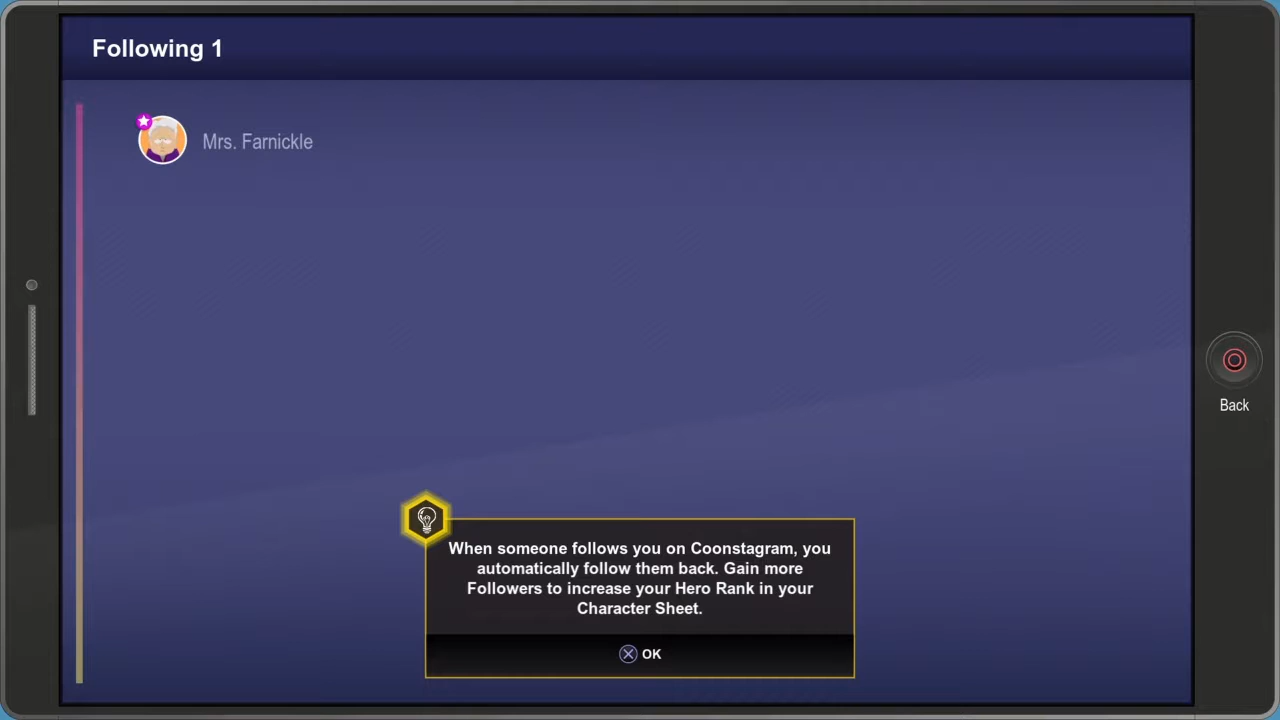 Following 1
Mrs. Farnickle
Back
When someone follows you on Coonstagram, you
automatically follow them back. Gain more
Followers to increase your Hero Rank in your
Character Sheet.
OK